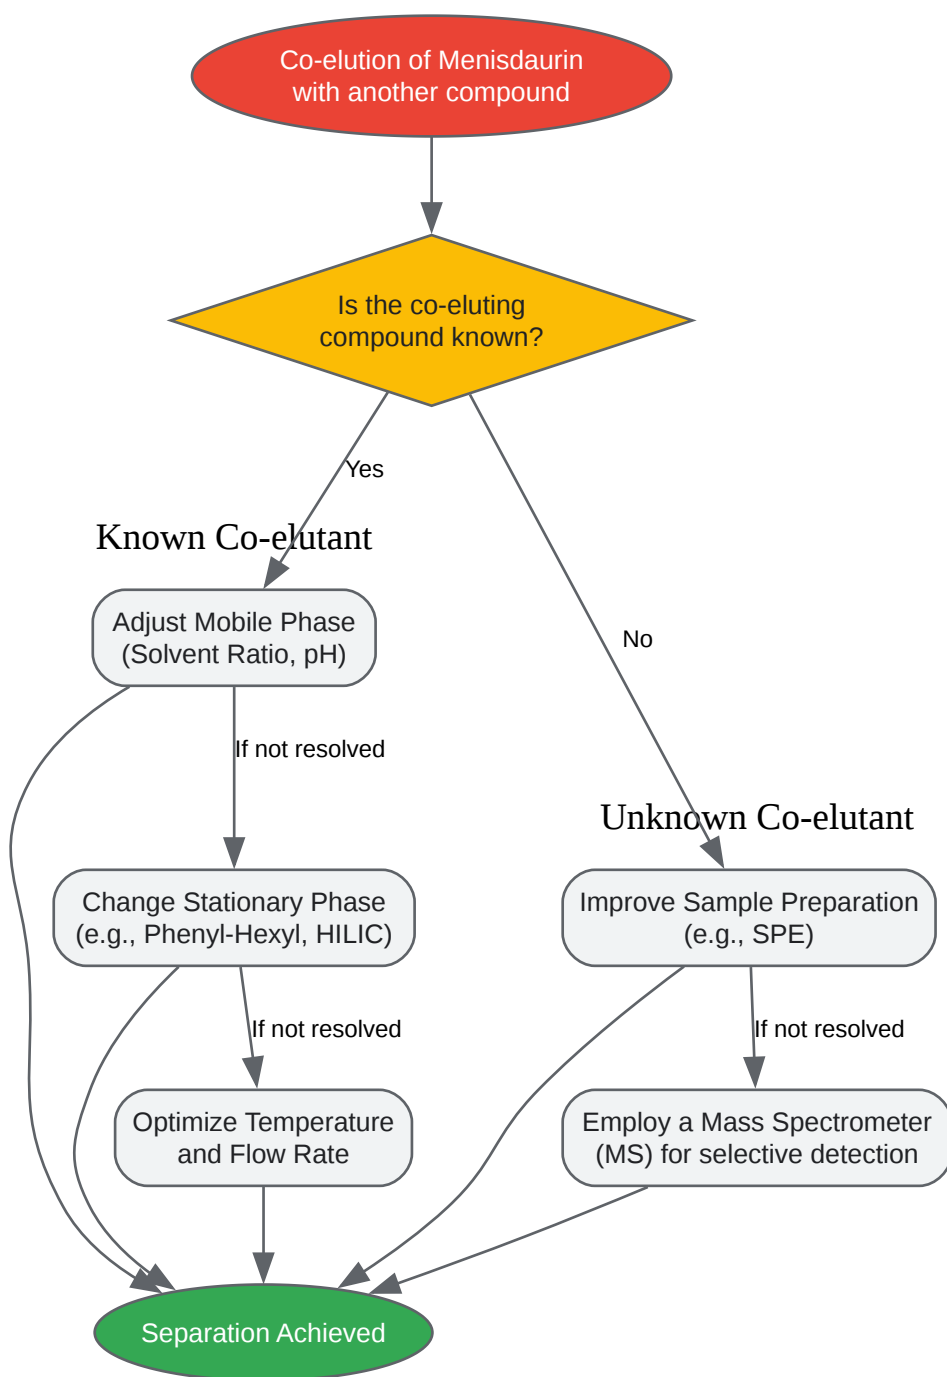 Co-elution of Menisdaurin
with another compound
Is the co-eluting
compound known?
Yes
No
Known Co-elutant
Adjust Mobile Phase
(Solvent Ratio, pH)
If not resolved
Change Stationary Phase
(e.g., Phenyl-Hexyl, HILIC)
If not resolved
Optimize Temperature
and Flow Rate
Unknown Co-elutant
Improve Sample Preparation
(e.g., SPE)
If not resolved
Employ a Mass Spectrometer
(MS) for selective detection
Separation Achieved